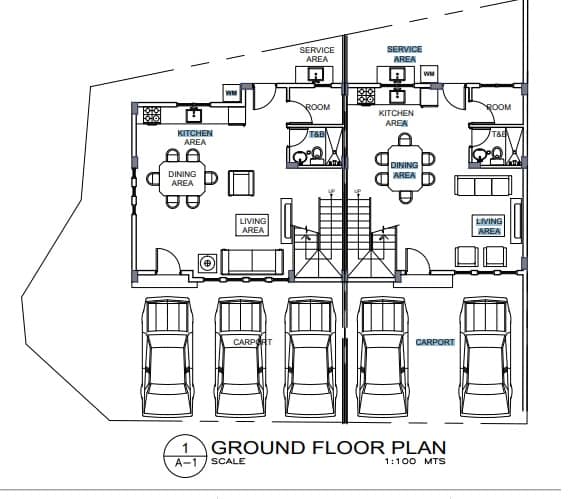 SERVICE
AREA
SERVICE
AREA
WM
WM
ROOM
ROOM
KITCHEN
AREA
KITCHEN
AREA
T&B
T&B
DINING
AREA
DINING
AREA
UP
UP
LIVING
AREA
LIVING
AREA
CARPORT
CARPORT
1
A-1
GROUND FLOOR PLAN
SCALE 1:100 MTS